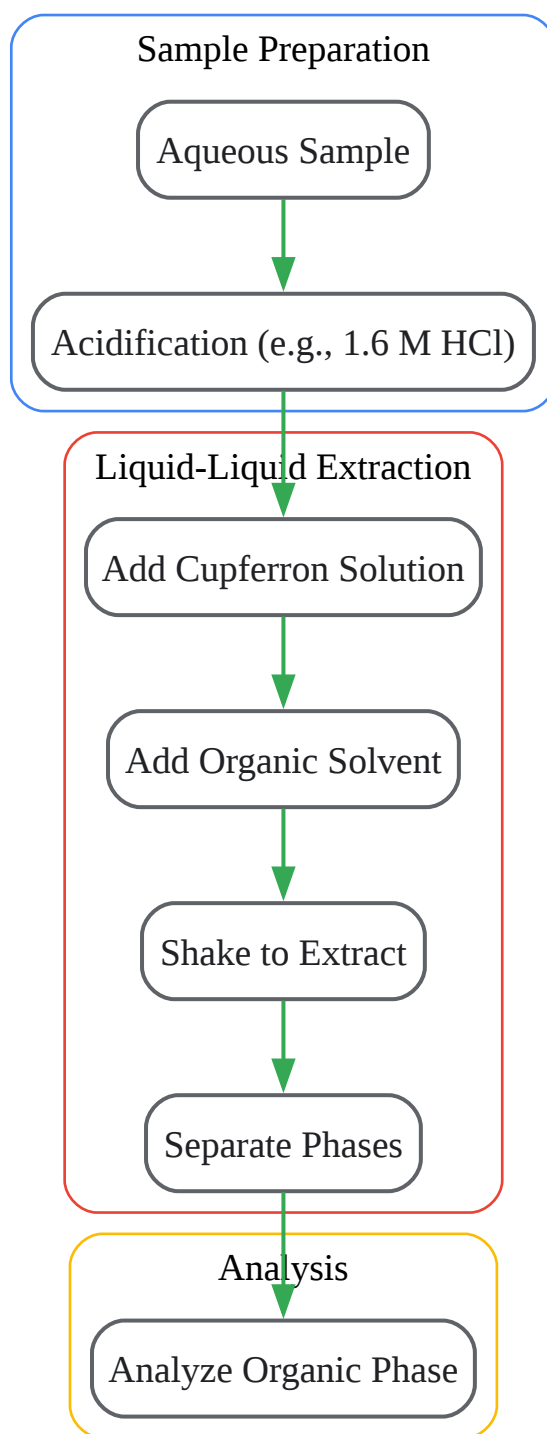 Sample Preparation
Aqueous Sample
Acidification (e.g., 1.6 M HCl)
Liquid-Liquid Extraction
Add Cupferron Solution
Add Organic Solvent
Shake to Extract
Separate Phases
Analysis
Analyze Organic Phase